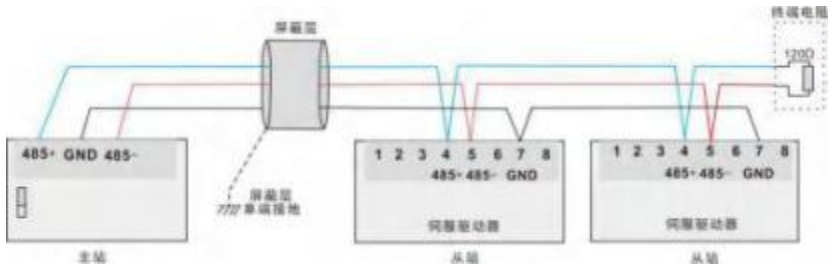 终端电阻
屏蔽层
120Ω
485+ GND 485-
1 2 3 4 5 6 7 8
485+ 485- GND
1 2 3 4 5 6 7 8
485+ 485- GND
屏蔽层
单端接地
伺服驱动器
伺服驱动器
主站
从站
从站